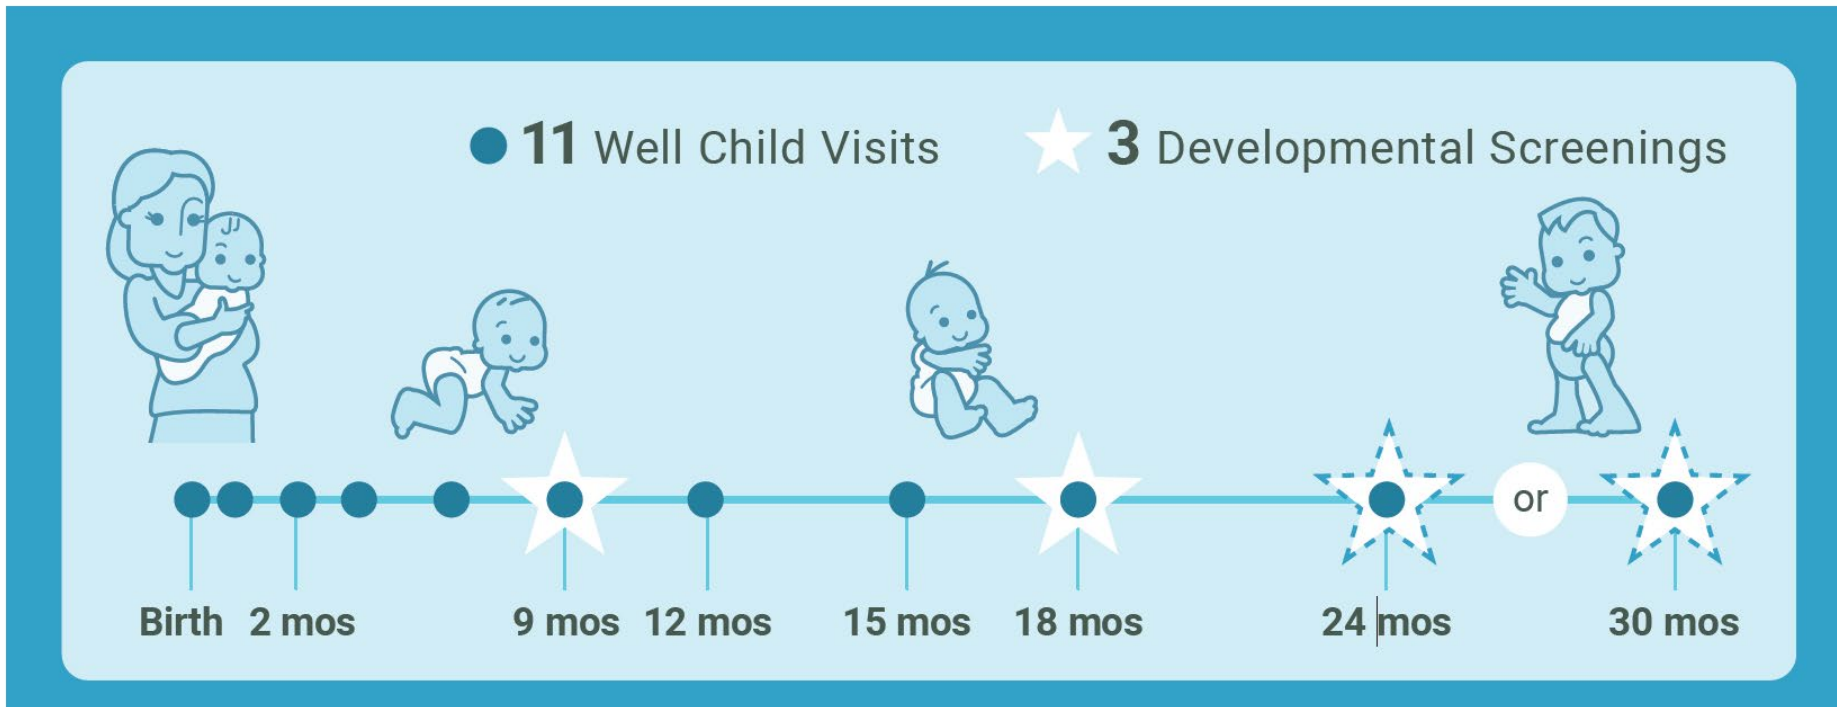 11 Well Child Visits
3 Developmental Screenings
or
Birth
2 mos
9 mos
12 mos
15 mos
18 mos
24 mos
30 mos